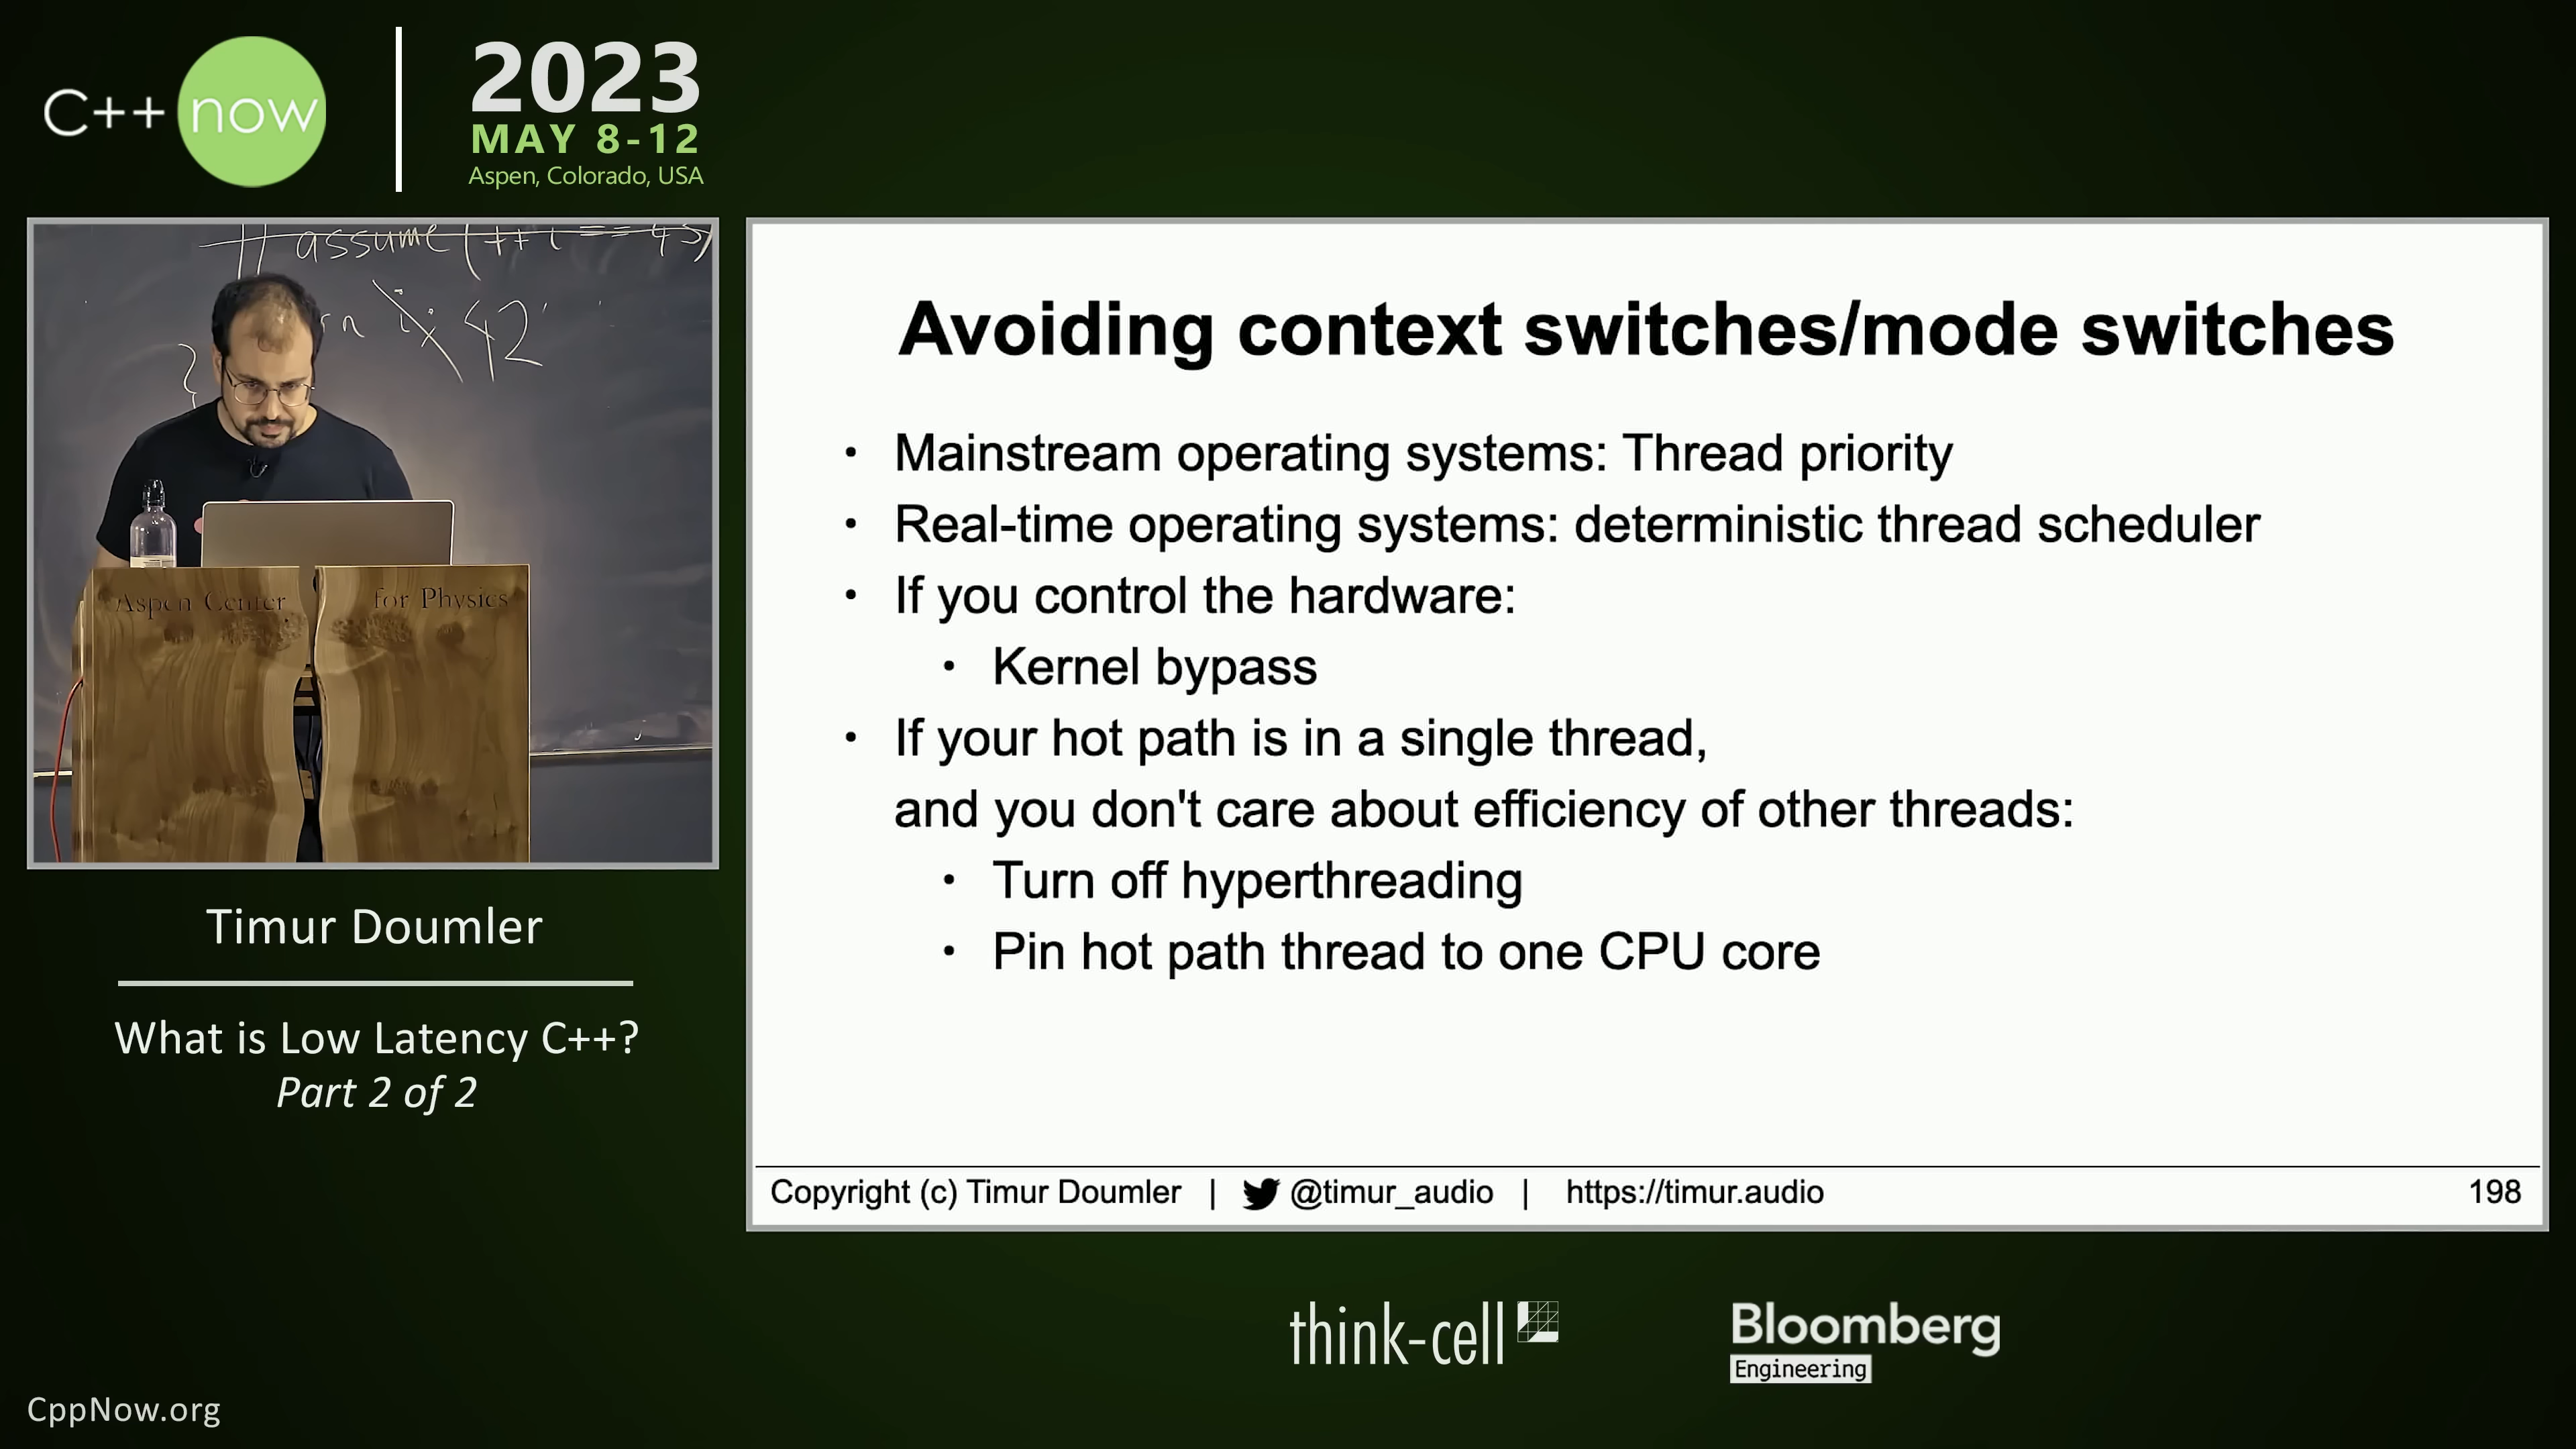 C++ now
2023
MAY 8-12
Aspen, Colorado, USA
assume(++i == 43)
42
}
Aspen Center for Physics
Timur Doumler
What is Low Latency C++?
Part 2 of 2
Avoiding context switches/mode switches
• Mainstream operating systems: Thread priority
• Real-time operating systems: deterministic thread scheduler
• If you control the hardware:
• Kernel bypass
• If your hot path is in a single thread,
and you don't care about efficiency of other threads:
• Turn off hyperthreading
• Pin hot path thread to one CPU core
Copyright (c) Timur Doumler | @timur_audio | https://timur.audio
198
think-cell
Bloomberg
Engineering
CppNow.org